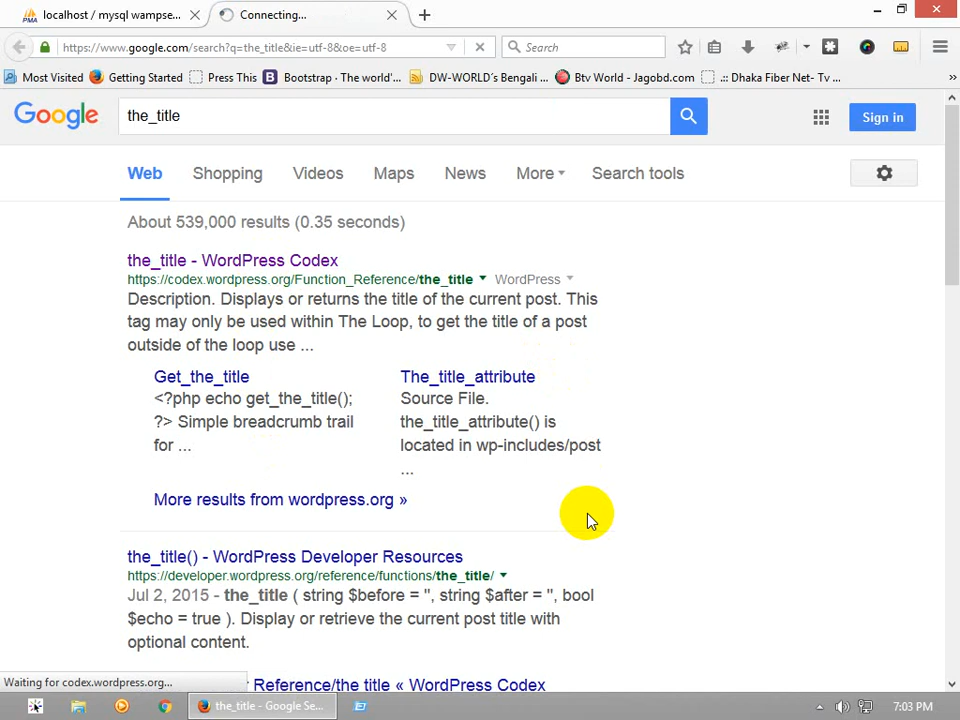 localhost / mysql wampse...
Connecting...
https://www.google.com/search?q=the_title&ie=utf-8&oe=utf-8
Search
Most Visited
Getting Started
Press This
Bootstrap · The world'...
DW-WORLD´s Bengali ...
Btv World - Jagobd.com
.:: Dhaka Fiber Net- Tv ...
Google
the_title
Sign in
Web
Shopping
Videos
Maps
News
More
Search tools
About 539,000 results (0.35 seconds)
the_title - WordPress Codex
https://codex.wordpress.org/Function_Reference/the_title WordPress
Description. Displays or returns the title of the current post. This
tag may only be used within The Loop, to get the title of a post
outside of the loop use ...
Get_the_title
<?php echo get_the_title();
?> Simple breadcrumb trail
for ...
The_title_attribute
Source File.
the_title_attribute() is
located in wp-includes/post
...
More results from wordpress.org »
the_title() - WordPress Developer Resources
https://developer.wordpress.org/reference/functions/the_title/
Jul 2, 2015 - the_title ( string $before = '', string $after = '', bool
$echo = true ). Display or retrieve the current post title with
optional content.
Reference/the title « WordPress Codex
Waiting for codex.wordpress.org...
the_title - Google Se...
7:03 PM